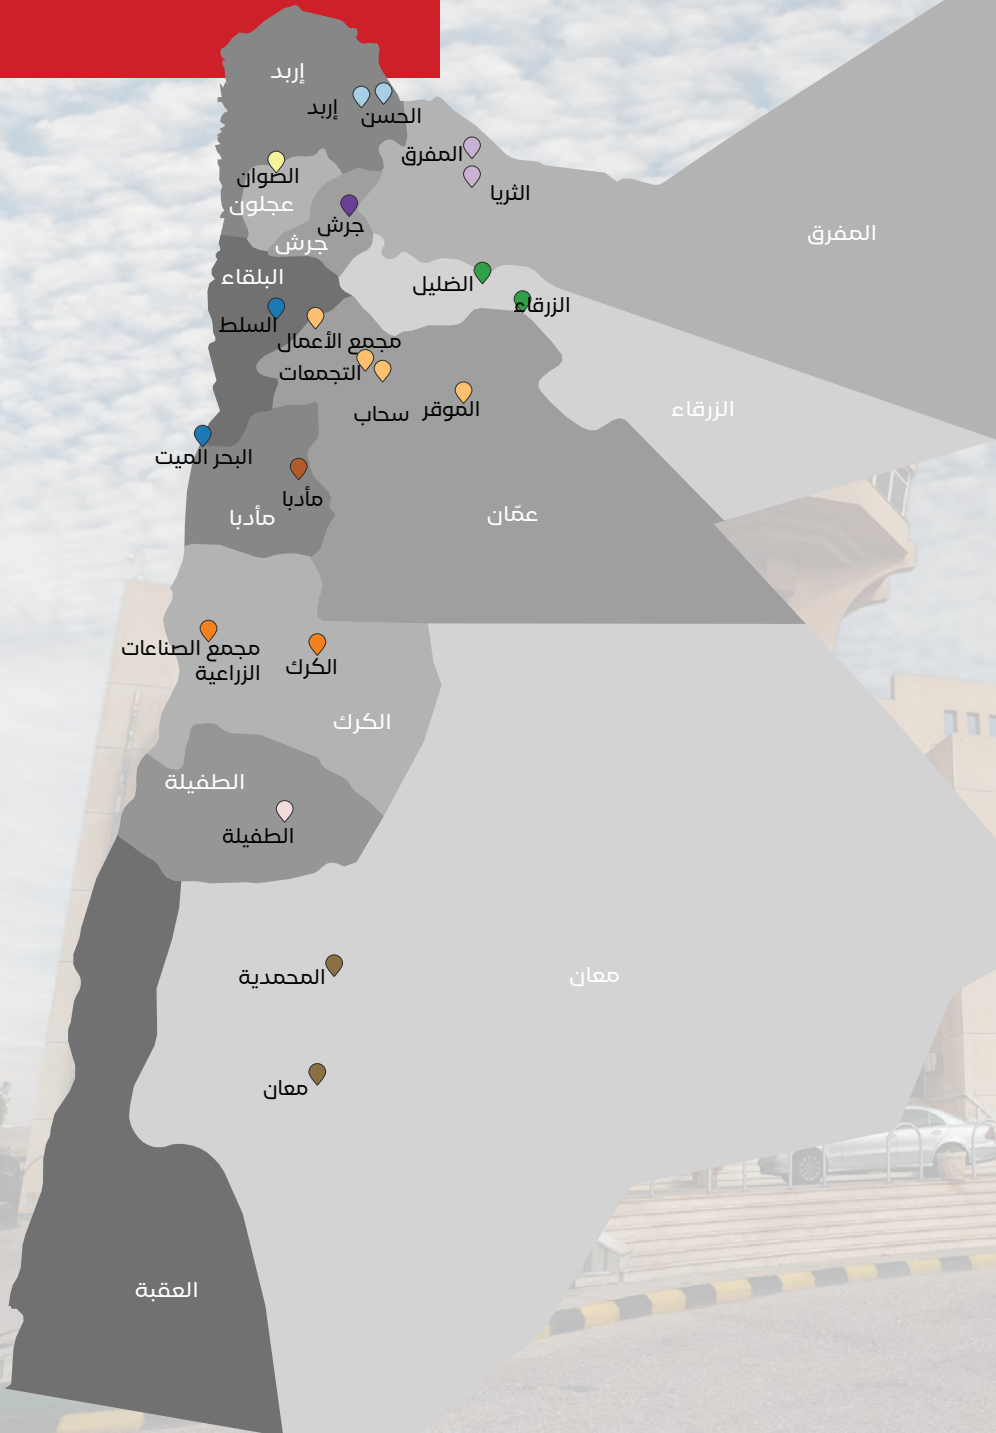 إربد
إربد
الحسن
المفرق
الصوان
الثريا
عجلون
جرش
المفرق
جرش
البلقاء
الضليل
الزرقاء
السلط
مجمع الأعمال
التجمعات
سحاب
الموقر
الزرقاء
البحر الميت
مأدبا
مأدبا
عمّان
مجمع الصناعات
الزراعية
الكرك
الكرك
الطفيلة
الطفيلة
المحمدية
معان
معان
العقبة